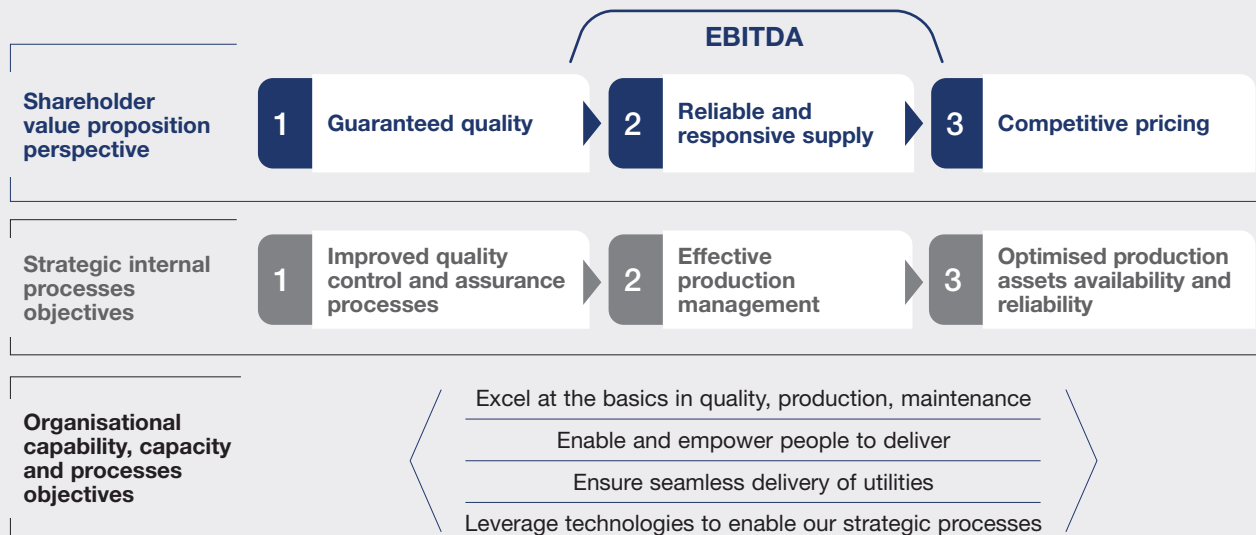 EBITDA
Shareholder
value proposition
perspective
1
Guaranteed quality
2
Reliable and
responsive supply
3
Competitive pricing
Strategic internal
processes
objectives
1
Improved quality
control and assurance
processes
2
Effective
production
management
3
Optimised production
assets availability and
reliability
Organisational
capability, capacity
and processes
objectives
Excel at the basics in quality, production, maintenance
Enable and empower people to deliver
Ensure seamless delivery of utilities
Leverage technologies to enable our strategic processes